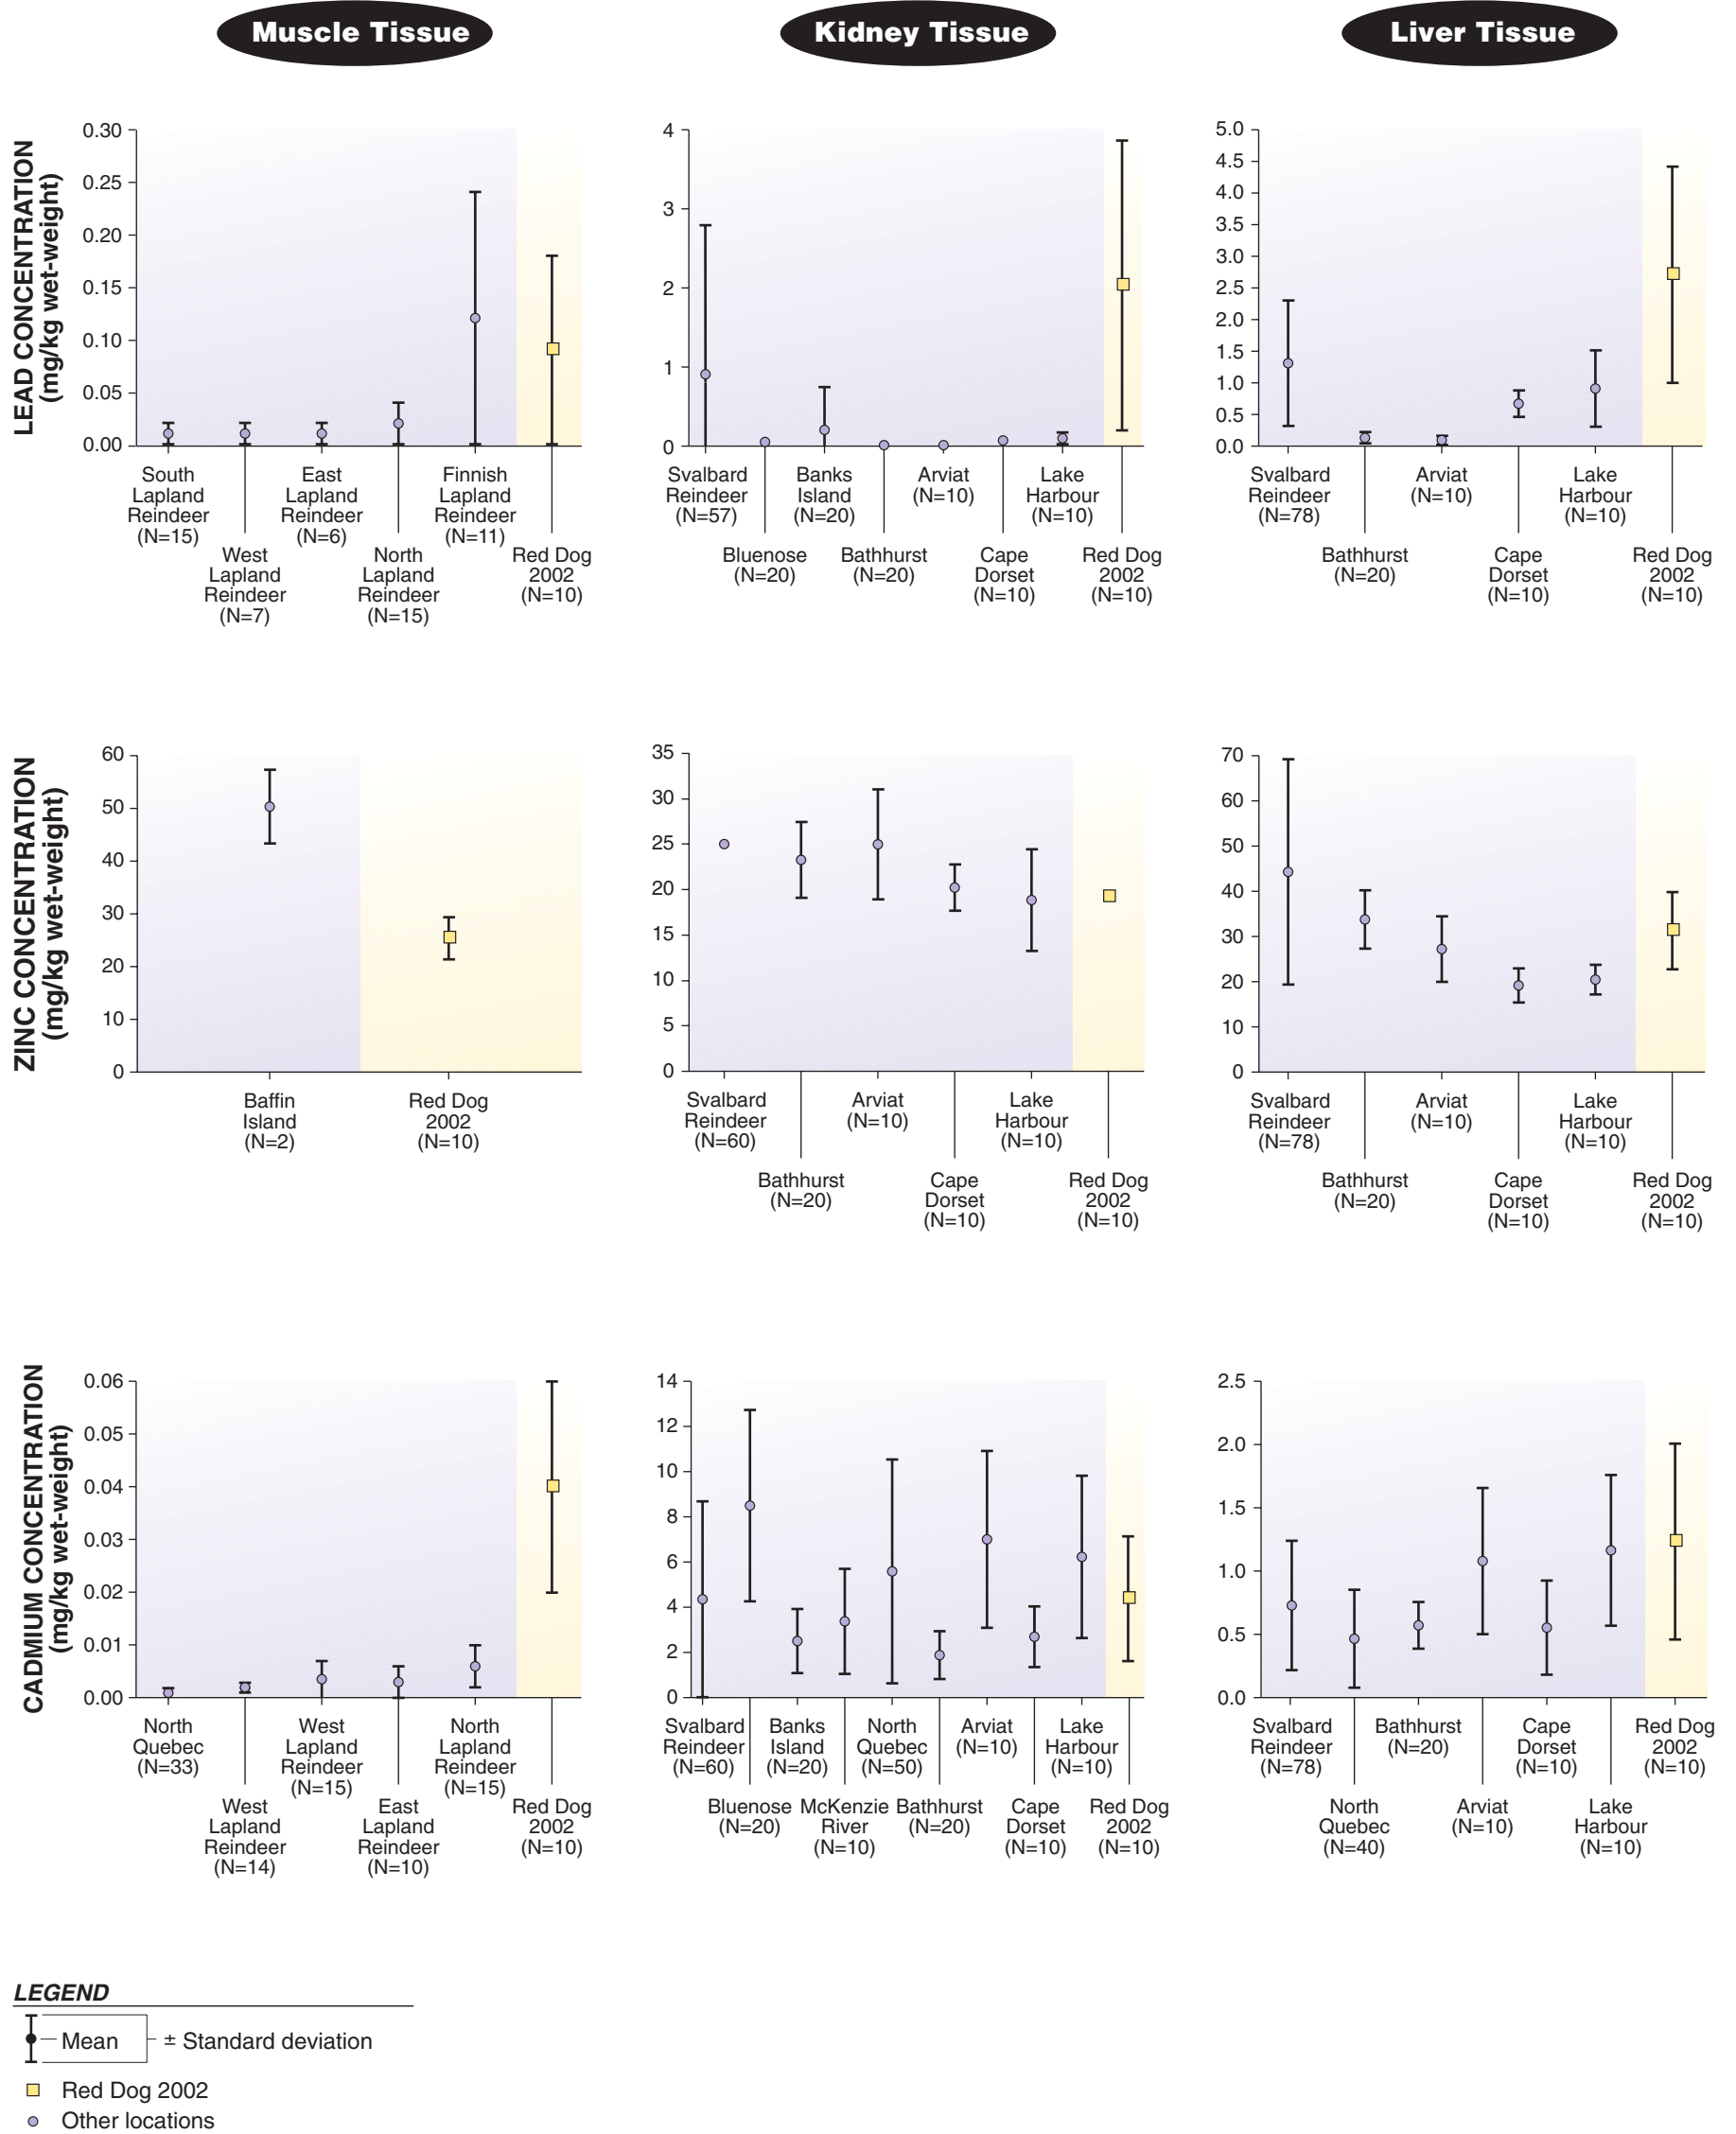 Muscle Tissue
Kidney Tissue
Liver Tissue
LEAD CONCENTRATION
(mg/kg wet-weight)
0.30
0.25
0.20
0.15
0.10
0.05
0.00
South
Lapland
Reindeer
(N=15)
West
Lapland
Reindeer
(N=7)
East
Lapland
Reindeer
(N=6)
North
Lapland
Reindeer
(N=15)
Finnish
Lapland
Reindeer
(N=11)
Red Dog
2002
(N=10)
4
3
2
1
0
Svalbard
Reindeer
(N=57)
Bluenose
(N=20)
Banks
Island
(N=20)
Bathhurst
(N=20)
Arviat
(N=10)
Cape
Dorset
(N=10)
Lake
Harbour
(N=10)
Red Dog
2002
(N=10)
5.0
4.5
4.0
3.5
3.0
2.5
2.0
1.5
1.0
0.5
0.0
Svalbard
Reindeer
(N=78)
Bathhurst
(N=20)
Arviat
(N=10)
Cape
Dorset
(N=10)
Lake
Harbour
(N=10)
Red Dog
2002
(N=10)
ZINC CONCENTRATION
(mg/kg wet-weight)
60
50
40
30
20
10
0
Baffin
Island
(N=2)
Red Dog
2002
(N=10)
35
30
25
20
15
10
5
0
Svalbard
Reindeer
(N=60)
Bathhurst
(N=20)
Arviat
(N=10)
Cape
Dorset
(N=10)
Lake
Harbour
(N=10)
Red Dog
2002
(N=10)
70
60
50
40
30
20
10
0
Svalbard
Reindeer
(N=78)
Bathhurst
(N=20)
Arviat
(N=10)
Cape
Dorset
(N=10)
Lake
Harbour
(N=10)
Red Dog
2002
(N=10)
CADMIUM CONCENTRATION
(mg/kg wet-weight)
0.06
0.05
0.04
0.03
0.02
0.01
0.00
North
Quebec
(N=33)
West
Lapland
Reindeer
(N=14)
West
Lapland
Reindeer
(N=15)
East
Lapland
Reindeer
(N=10)
North
Lapland
Reindeer
(N=15)
Red Dog
2002
(N=10)
14
12
10
8
6
4
2
0
Svalbard
Reindeer
(N=60)
Bluenose
(N=20)
Banks
Island
(N=20)
McKenzie
River
(N=10)
North
Quebec
(N=50)
Bathhurst
(N=20)
Arviat
(N=10)
Cape
Dorset
(N=10)
Lake
Harbour
(N=10)
Red Dog
2002
(N=10)
2.5
2.0
1.5
1.0
0.5
0.0
Svalbard
Reindeer
(N=78)
North
Quebec
(N=40)
Bathhurst
(N=20)
Arviat
(N=10)
Cape
Dorset
(N=10)
Lake
Harbour
(N=10)
Red Dog
2002
(N=10)
LEGEND
Mean ± Standard deviation
Red Dog 2002
Other locations